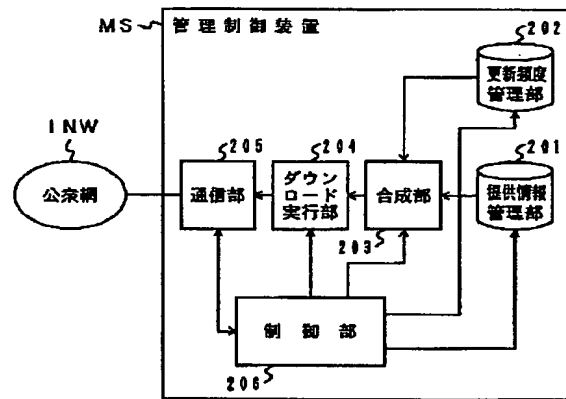 MS
管理制御装置
202
更新頻度
管理部
INW
205
204
201
公衆網
通信部
ダウン
ロード
実行部
合成部
提供情報
管理部
203
制御部
206